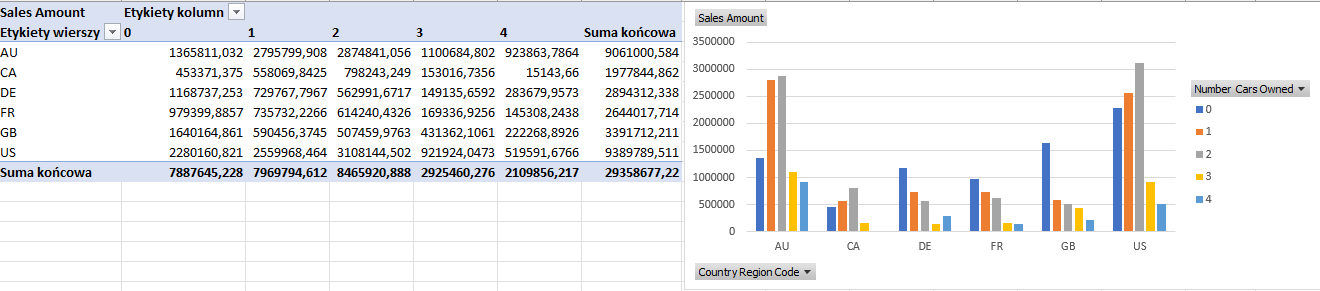 Sales Amount Etykiety kolumn
Etykiety wierszy 0 1 2 3 4 Suma końcowa
AU 1365811,032 2795799,908 2874841,056 1100684,802 923863,7864 9061000,584
CA 453371,375 558069,8425 798243,249 153016,7356 15143,66 1977844,862
DE 1168737,253 729767,7967 562991,6717 149135,6592 283679,9573 2894312,338
FR 979399,8857 735732,2266 614240,4326 169336,9256 145308,2438 2644017,714
GB 1640164,861 590456,3745 507459,9763 431362,1061 222268,8926 3391712,211
US 2280160,821 2559968,464 3108144,502 921924,0473 519591,6766 9389789,511
Suma końcowa 7887645,228 7969794,612 8465920,888 2925460,276 2109856,217 29358677,22
Sales Amount
3500000
3000000
2500000
2000000
1500000
1000000
500000
0
AU CA DE FR GB US
Country Region Code
Number Cars Owned
0
1
2
3
4